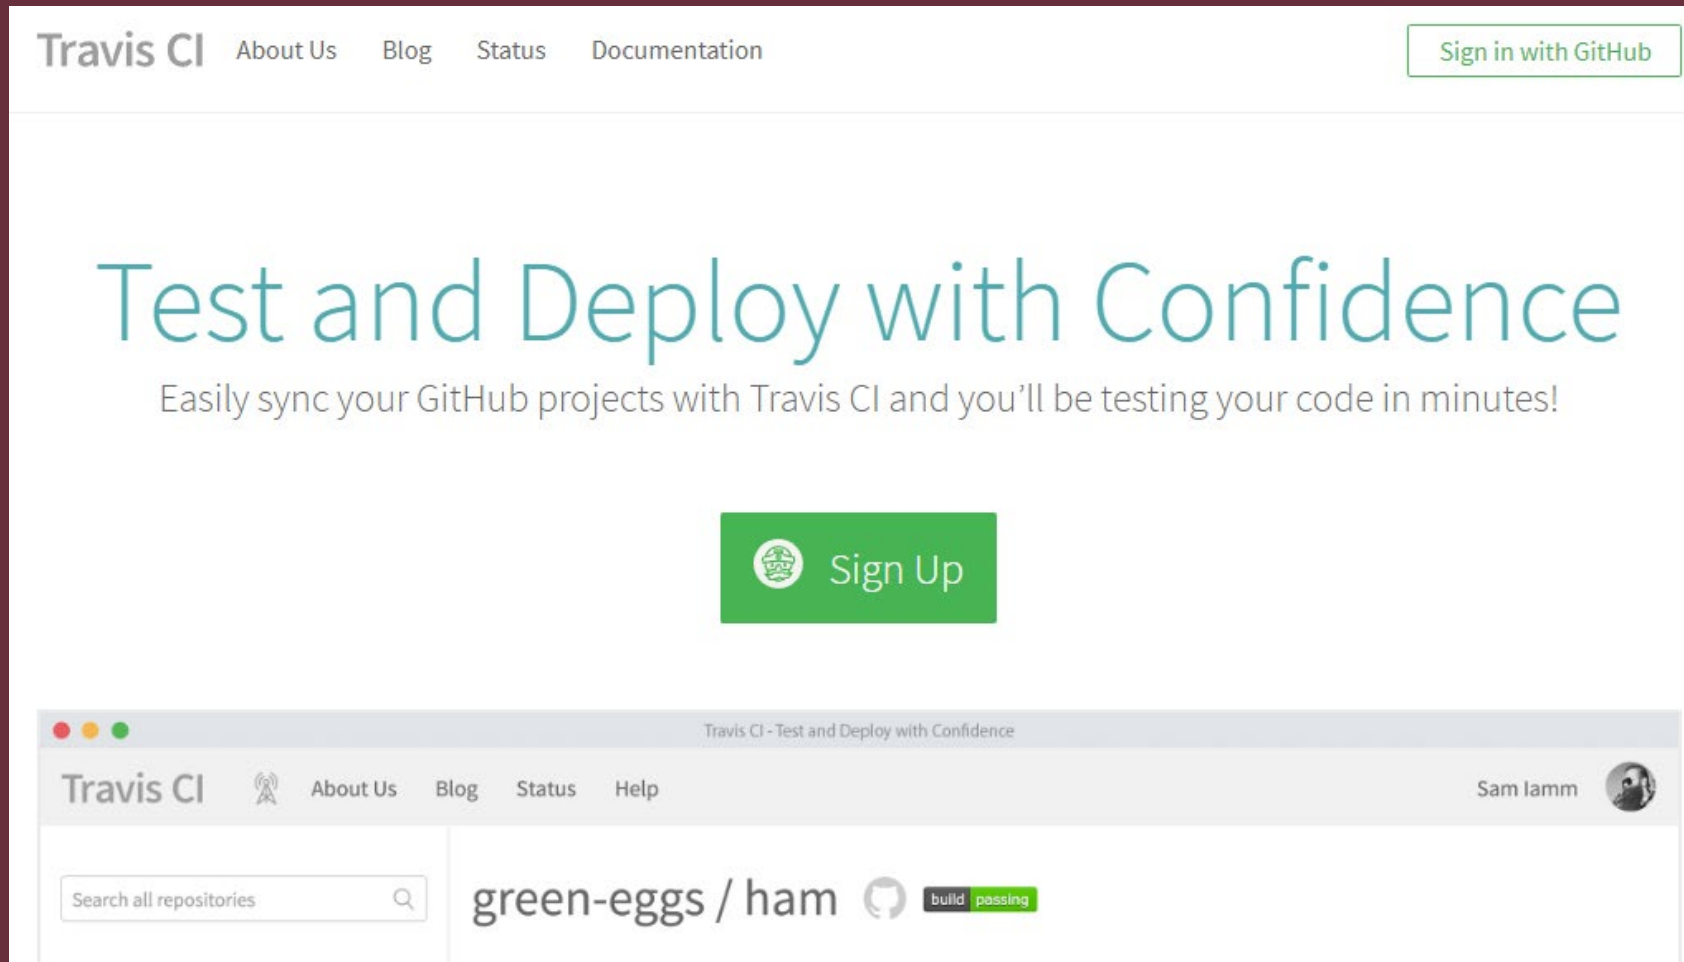 Travis CI About Us Blog Status Documentation Sign in with GitHub
Test and Deploy with Confidence
Easily sync your GitHub projects with Travis CI and you'll be testing your code in minutes!
Sign Up
Travis CI - Test and Deploy with Confidence
Travis CI About Us Blog Status Help Sam Iamm
Search all repositories
green-eggs / ham build passing